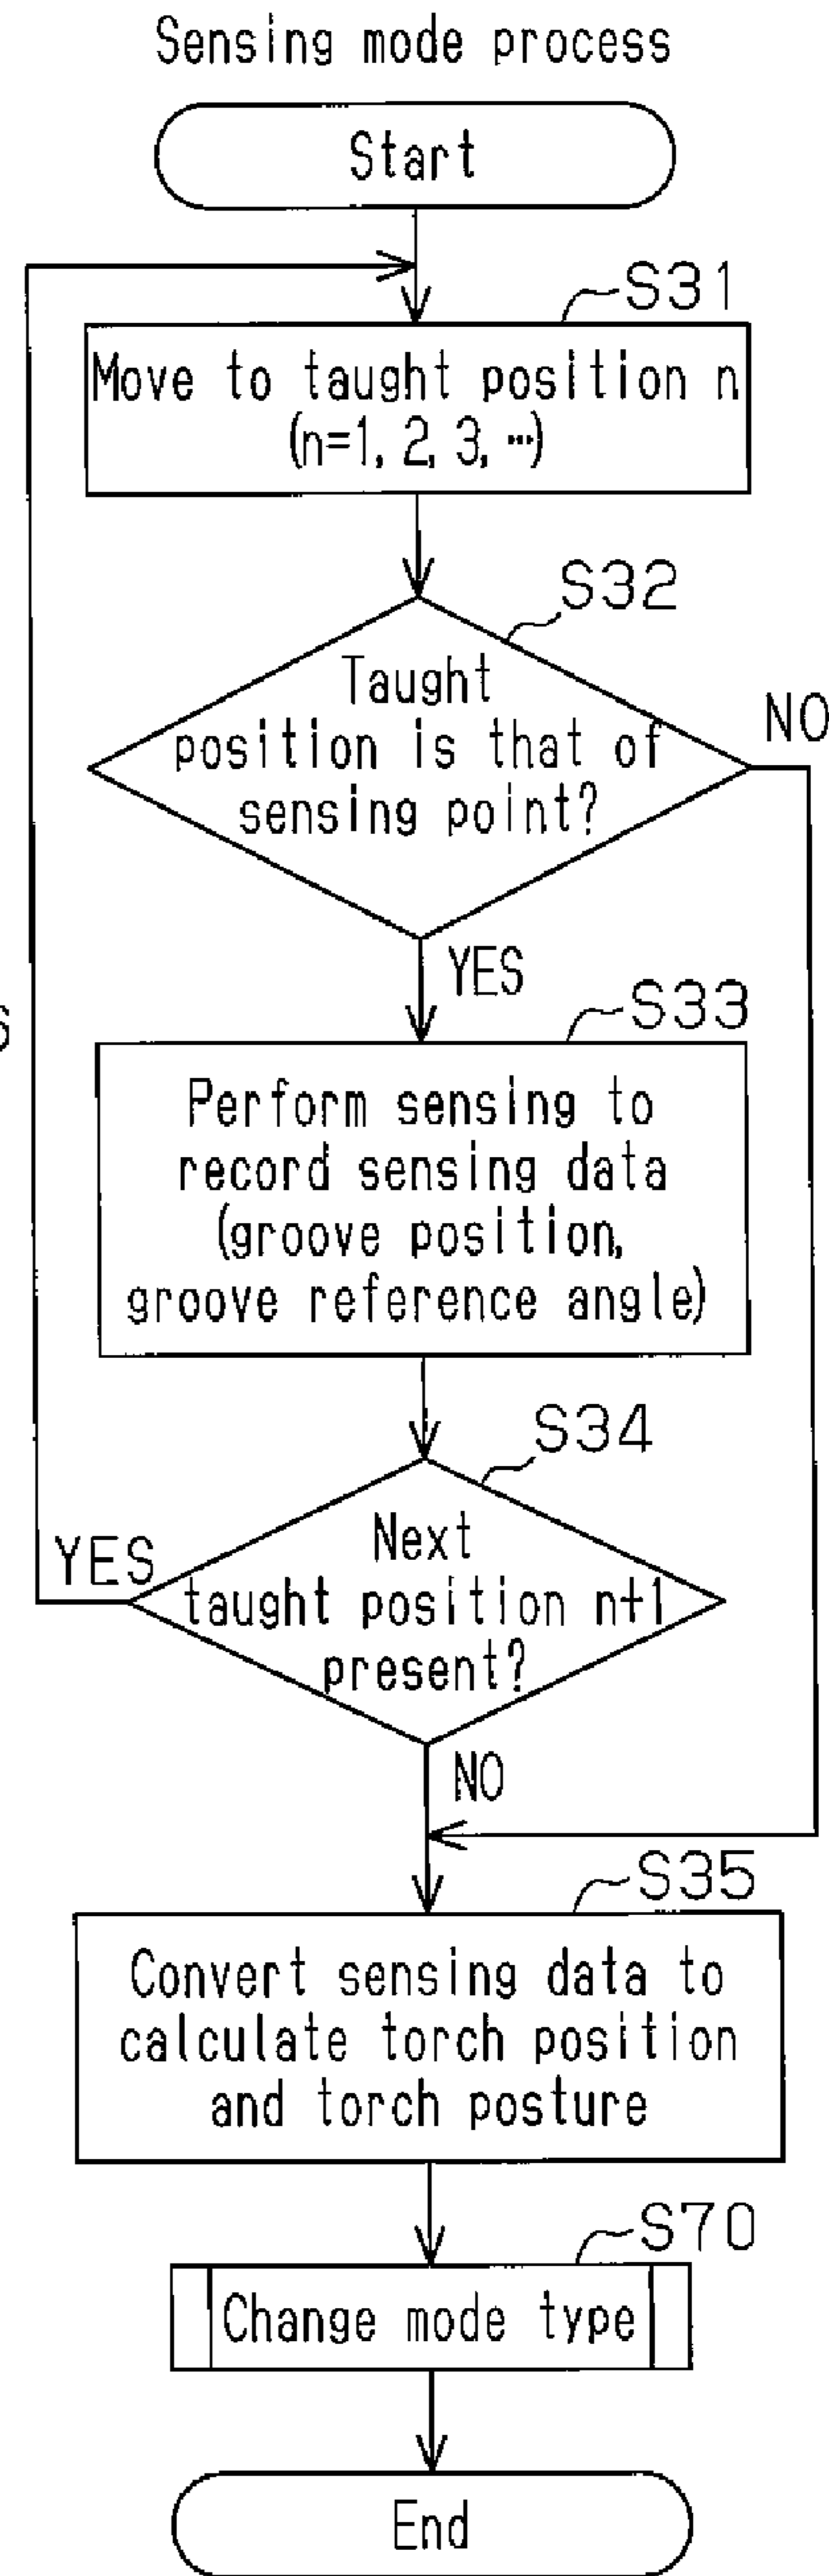 Sensing mode process
Start
S31
Move to taught position n
(n=1, 2, 3, ⋯)
S32
Taught
position is that of
sensing point?
NO
YES
S33
Perform sensing to
record sensing data
(groove position,
groove reference angle)
S34
Next
taught position n+1
present?
YES
NO
S35
Convert sensing data to
calculate torch position
and torch posture
S70
Change mode type
End